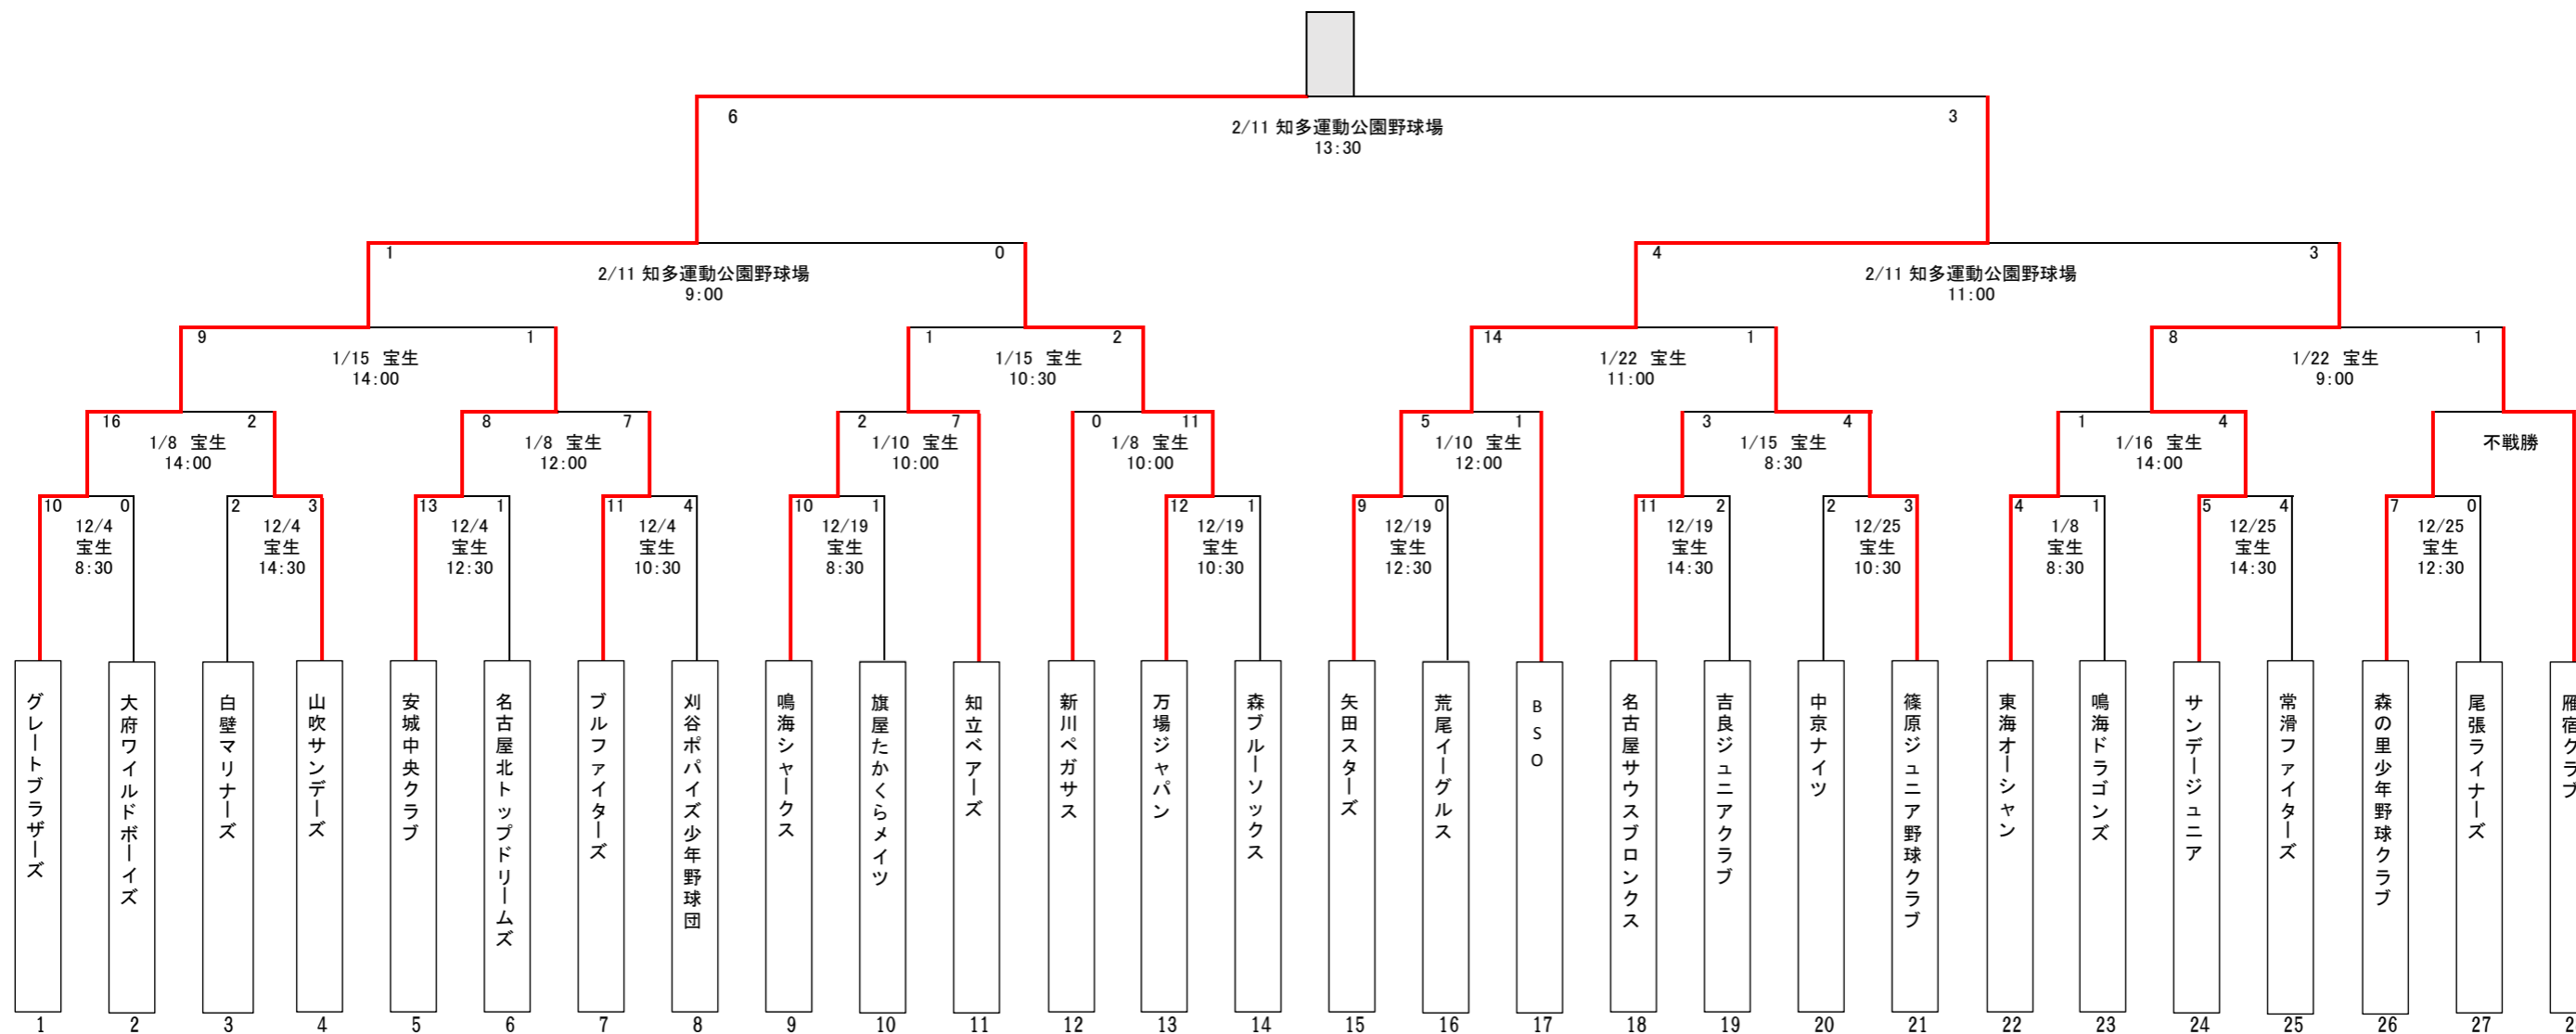 6
3
2/11 知多運動公園野球場
13:30
1
0
2/11 知多運動公園野球場
9:00
4
3
2/11 知多運動公園野球場
11:00
9
1
1/15 宝生
14:00
1
2
1/15 宝生
10:30
14
1
1/22 宝生
11:00
8
1
1/22 宝生
9:00
16
2
1/8 宝生
14:00
8
7
1/8 宝生
12:00
2
7
1/10 宝生
10:00
0
11
1/8 宝生
10:00
5
1
1/10 宝生
12:00
3
4
1/15 宝生
8:30
1
4
1/16 宝生
14:00
不戦勝
10
0
12/4
宝生
8:30
2
3
12/4
宝生
14:30
13
1
12/4
宝生
12:30
11
4
12/4
宝生
10:30
10
1
12/19
宝生
8:30
12
1
12/19
宝生
10:30
9
0
12/19
宝生
12:30
11
2
12/19
宝生
14:30
2
3
12/25
宝生
10:30
4
1
1/8
宝生
8:30
5
4
12/25
宝生
14:30
7
0
12/25
宝生
12:30
グレートブラザーズ
大府ワイルドボーイズ
白壁マリナーズ
山吹サンデーズ
安城中央クラブ
名古屋北トップドリームズ
ブルファイターズ
刈谷ポパイズ少年野球団
鳴海シャークス
旗屋たかくらメイツ
知立ベアーズ
新川ペガサス
万場ジャパン
森ブルーソックス
矢田スターズ
荒尾イーグルス
BSO
名古屋サウスブロンクス
吉良ジュニアクラブ
中京ナイツ
篠原ジュニア野球クラブ
東海オーシャン
鳴海ドラゴンズ
サンデージュニア
常滑ファイターズ
森の里少年野球クラブ
尾張ライナーズ
雁宿クラブ
1
2
3
4
5
6
7
8
9
10
11
12
13
14
15
16
17
18
19
20
21
22
23
24
25
26
27